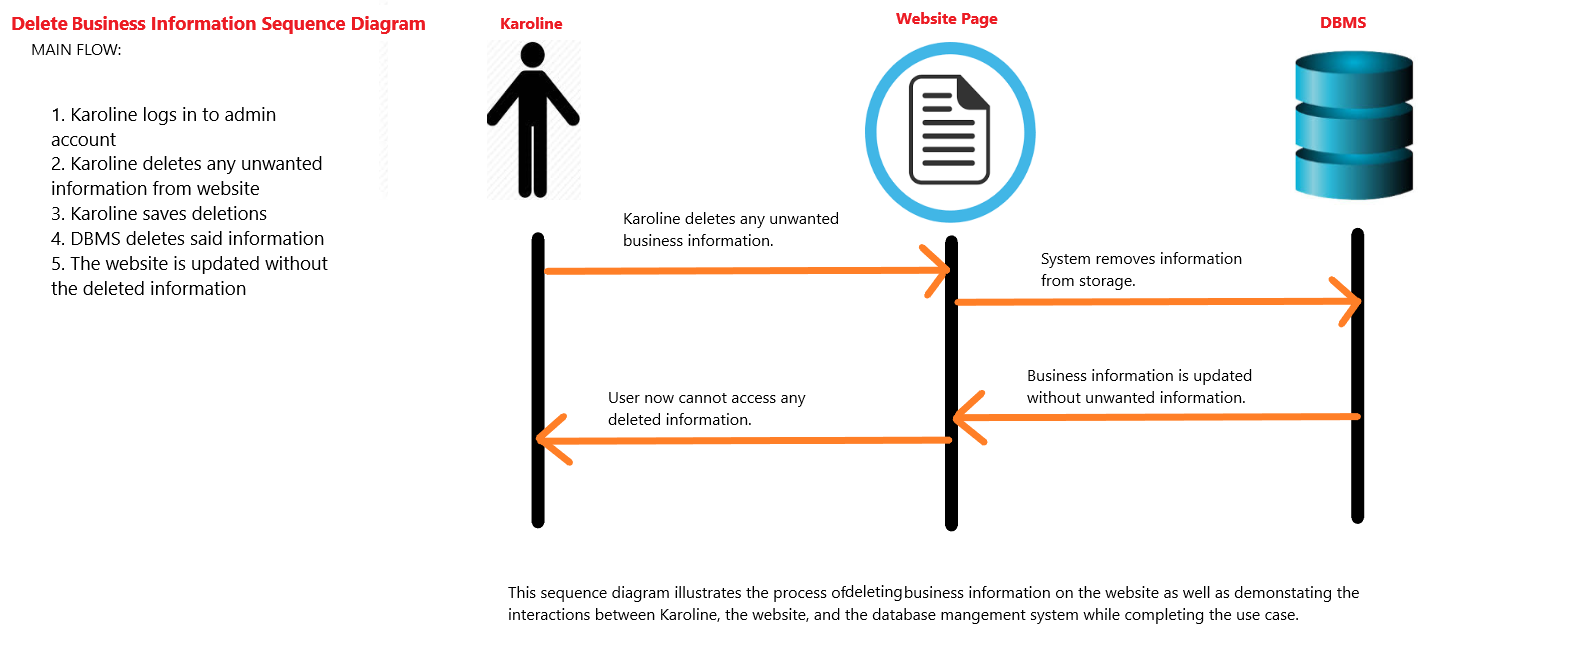 Delete Business Information Sequence Diagram
MAIN FLOW:
1. Karoline logs in to admin
account
2. Karoline deletes any unwanted
information from website
3. Karoline saves deletions
4. DBMS deletes said information
5. The website is updated without
the deleted information
Karoline
Website Page
DBMS
Karoline deletes any unwanted
business information.
System removes information
from storage.
Business information is updated
without unwanted information.
User now cannot access any
deleted information.
This sequence diagram illustrates the process of deleting business information on the website as well as demonstating the
interactions between Karoline, the website, and the database mangement system while completing the use case.